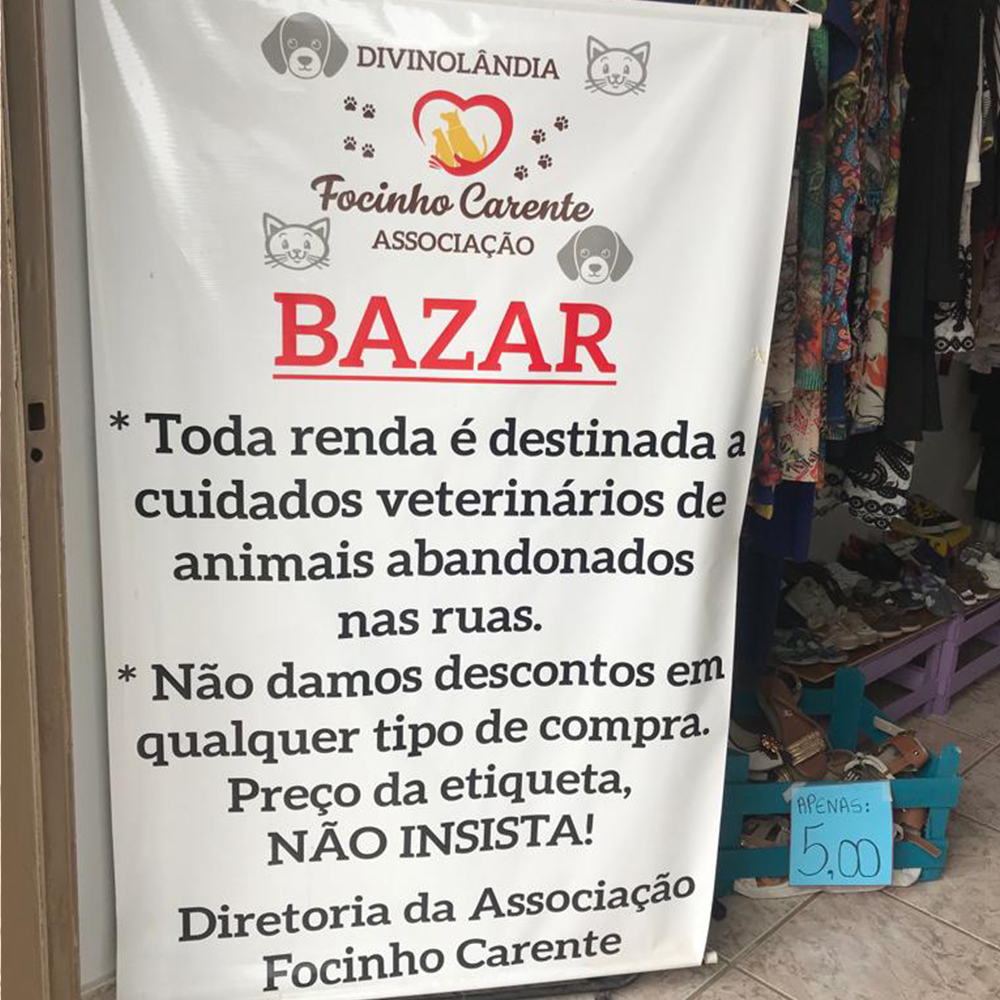 DIVINOLÂNDIA
Focinho Carente
ASSOCIAÇÃO
BAZAR
* Toda renda é destinada a
cuidados veterinários de
animais abandonados
nas ruas.
* Não damos descontos em
qualquer tipo de compra.
Preço da etiqueta,
NÃO INSISTA!
Diretoria da Associação
Focinho Carente
APENAS:
5,00